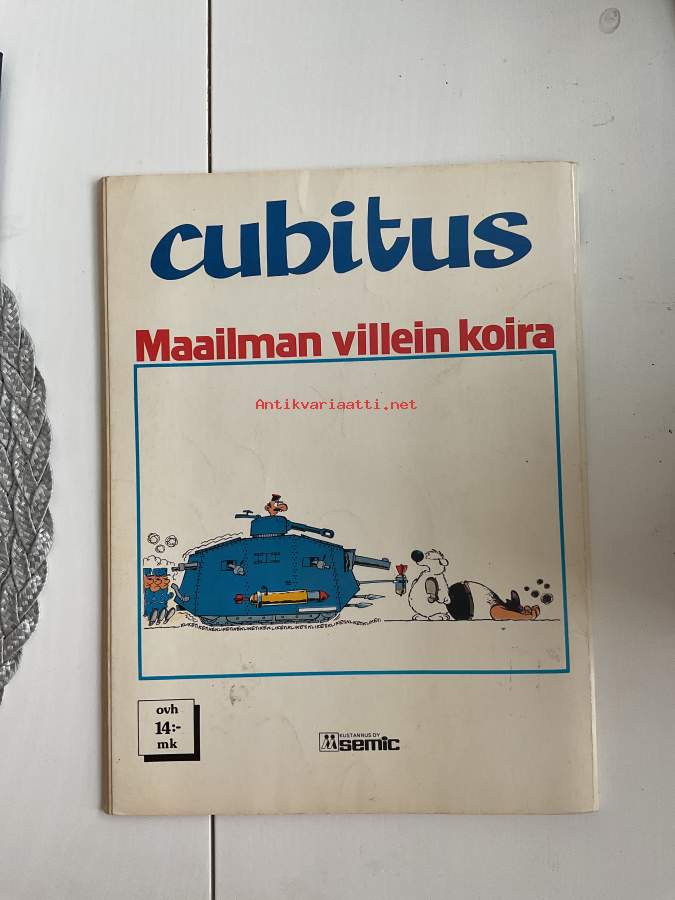 cubitus
Maailman villein koira
Antikvariaatti.net
ovh
14:-
mk
KUSTANNUS OY
semic